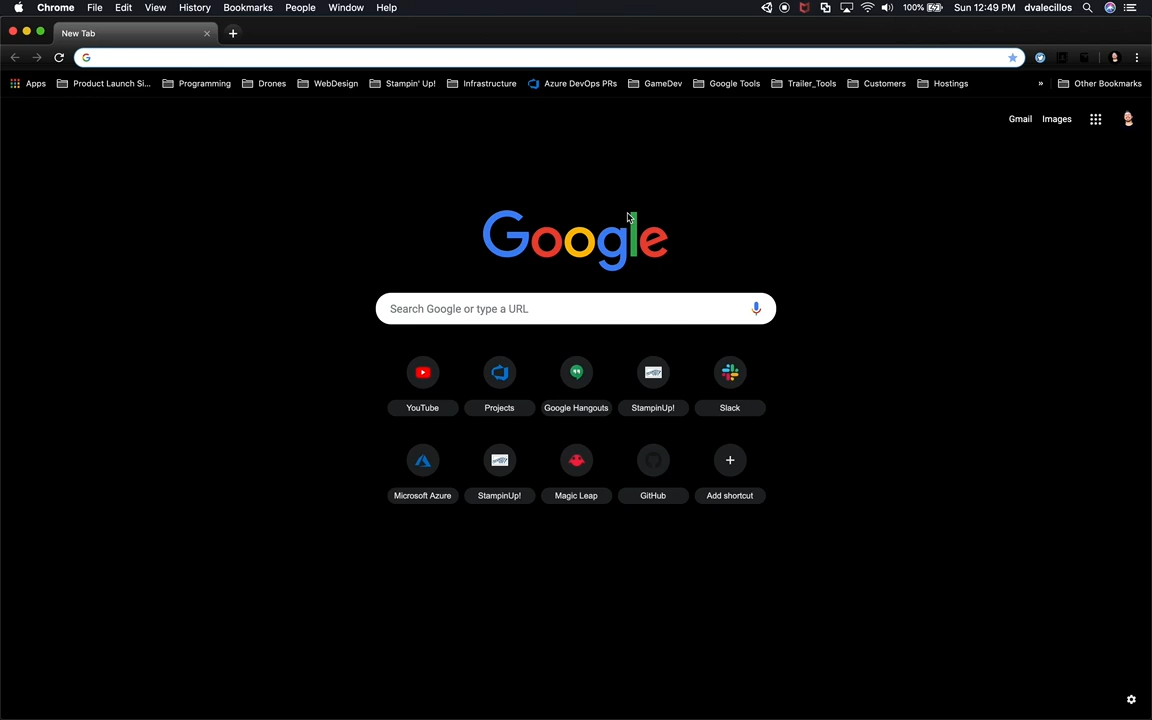 Chrome File Edit View History Bookmarks People Window Help 100% Sun 12:49 PM dvalecillos
New Tab
Apps Product Launch Si... Programming Drones WebDesign Stampin' Up! Infrastructure Azure DevOps PRs GameDev Google Tools Trailer_Tools Customers Hostings » Other Bookmarks
Gmail Images
Google
Search Google or type a URL
YouTube Projects Google Hangouts StampinUp! Slack
Microsoft Azure StampinUp! Magic Leap GitHub Add shortcut